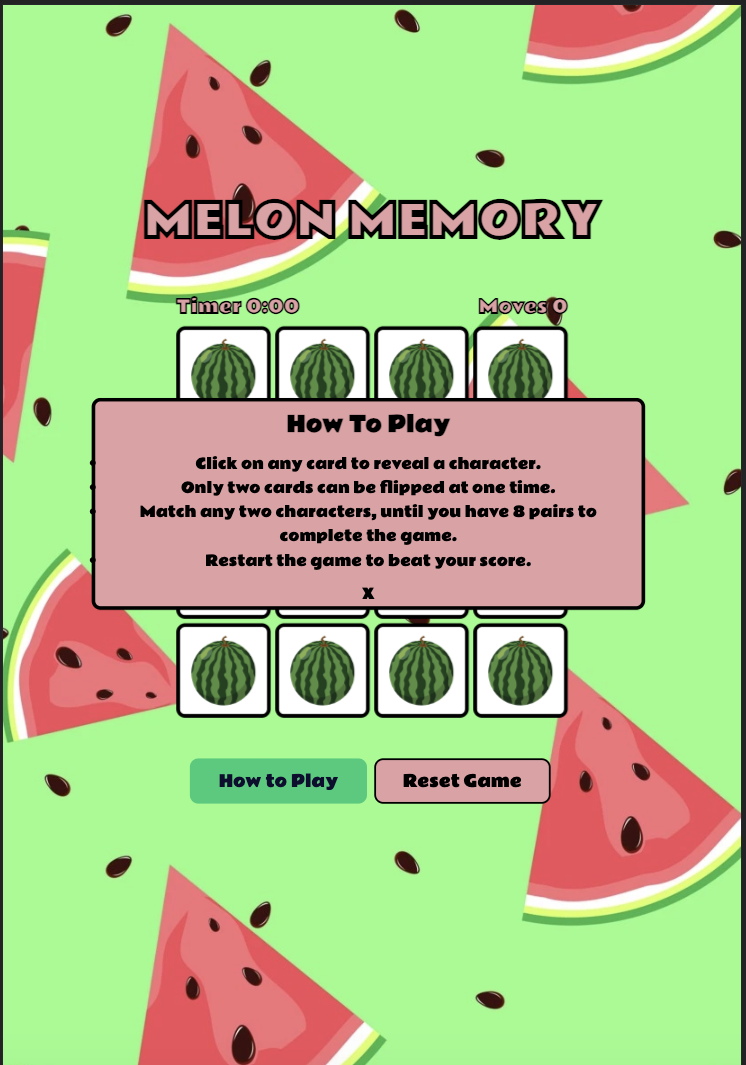 MELON MEMORY
Timer 0:00 Moves 0
How To Play
Click on any card to reveal a character.
Only two cards can be flipped at one time.
Match any two characters, until you have 8 pairs to
complete the game.
Restart the game to beat your score.
X
How to Play Reset Game